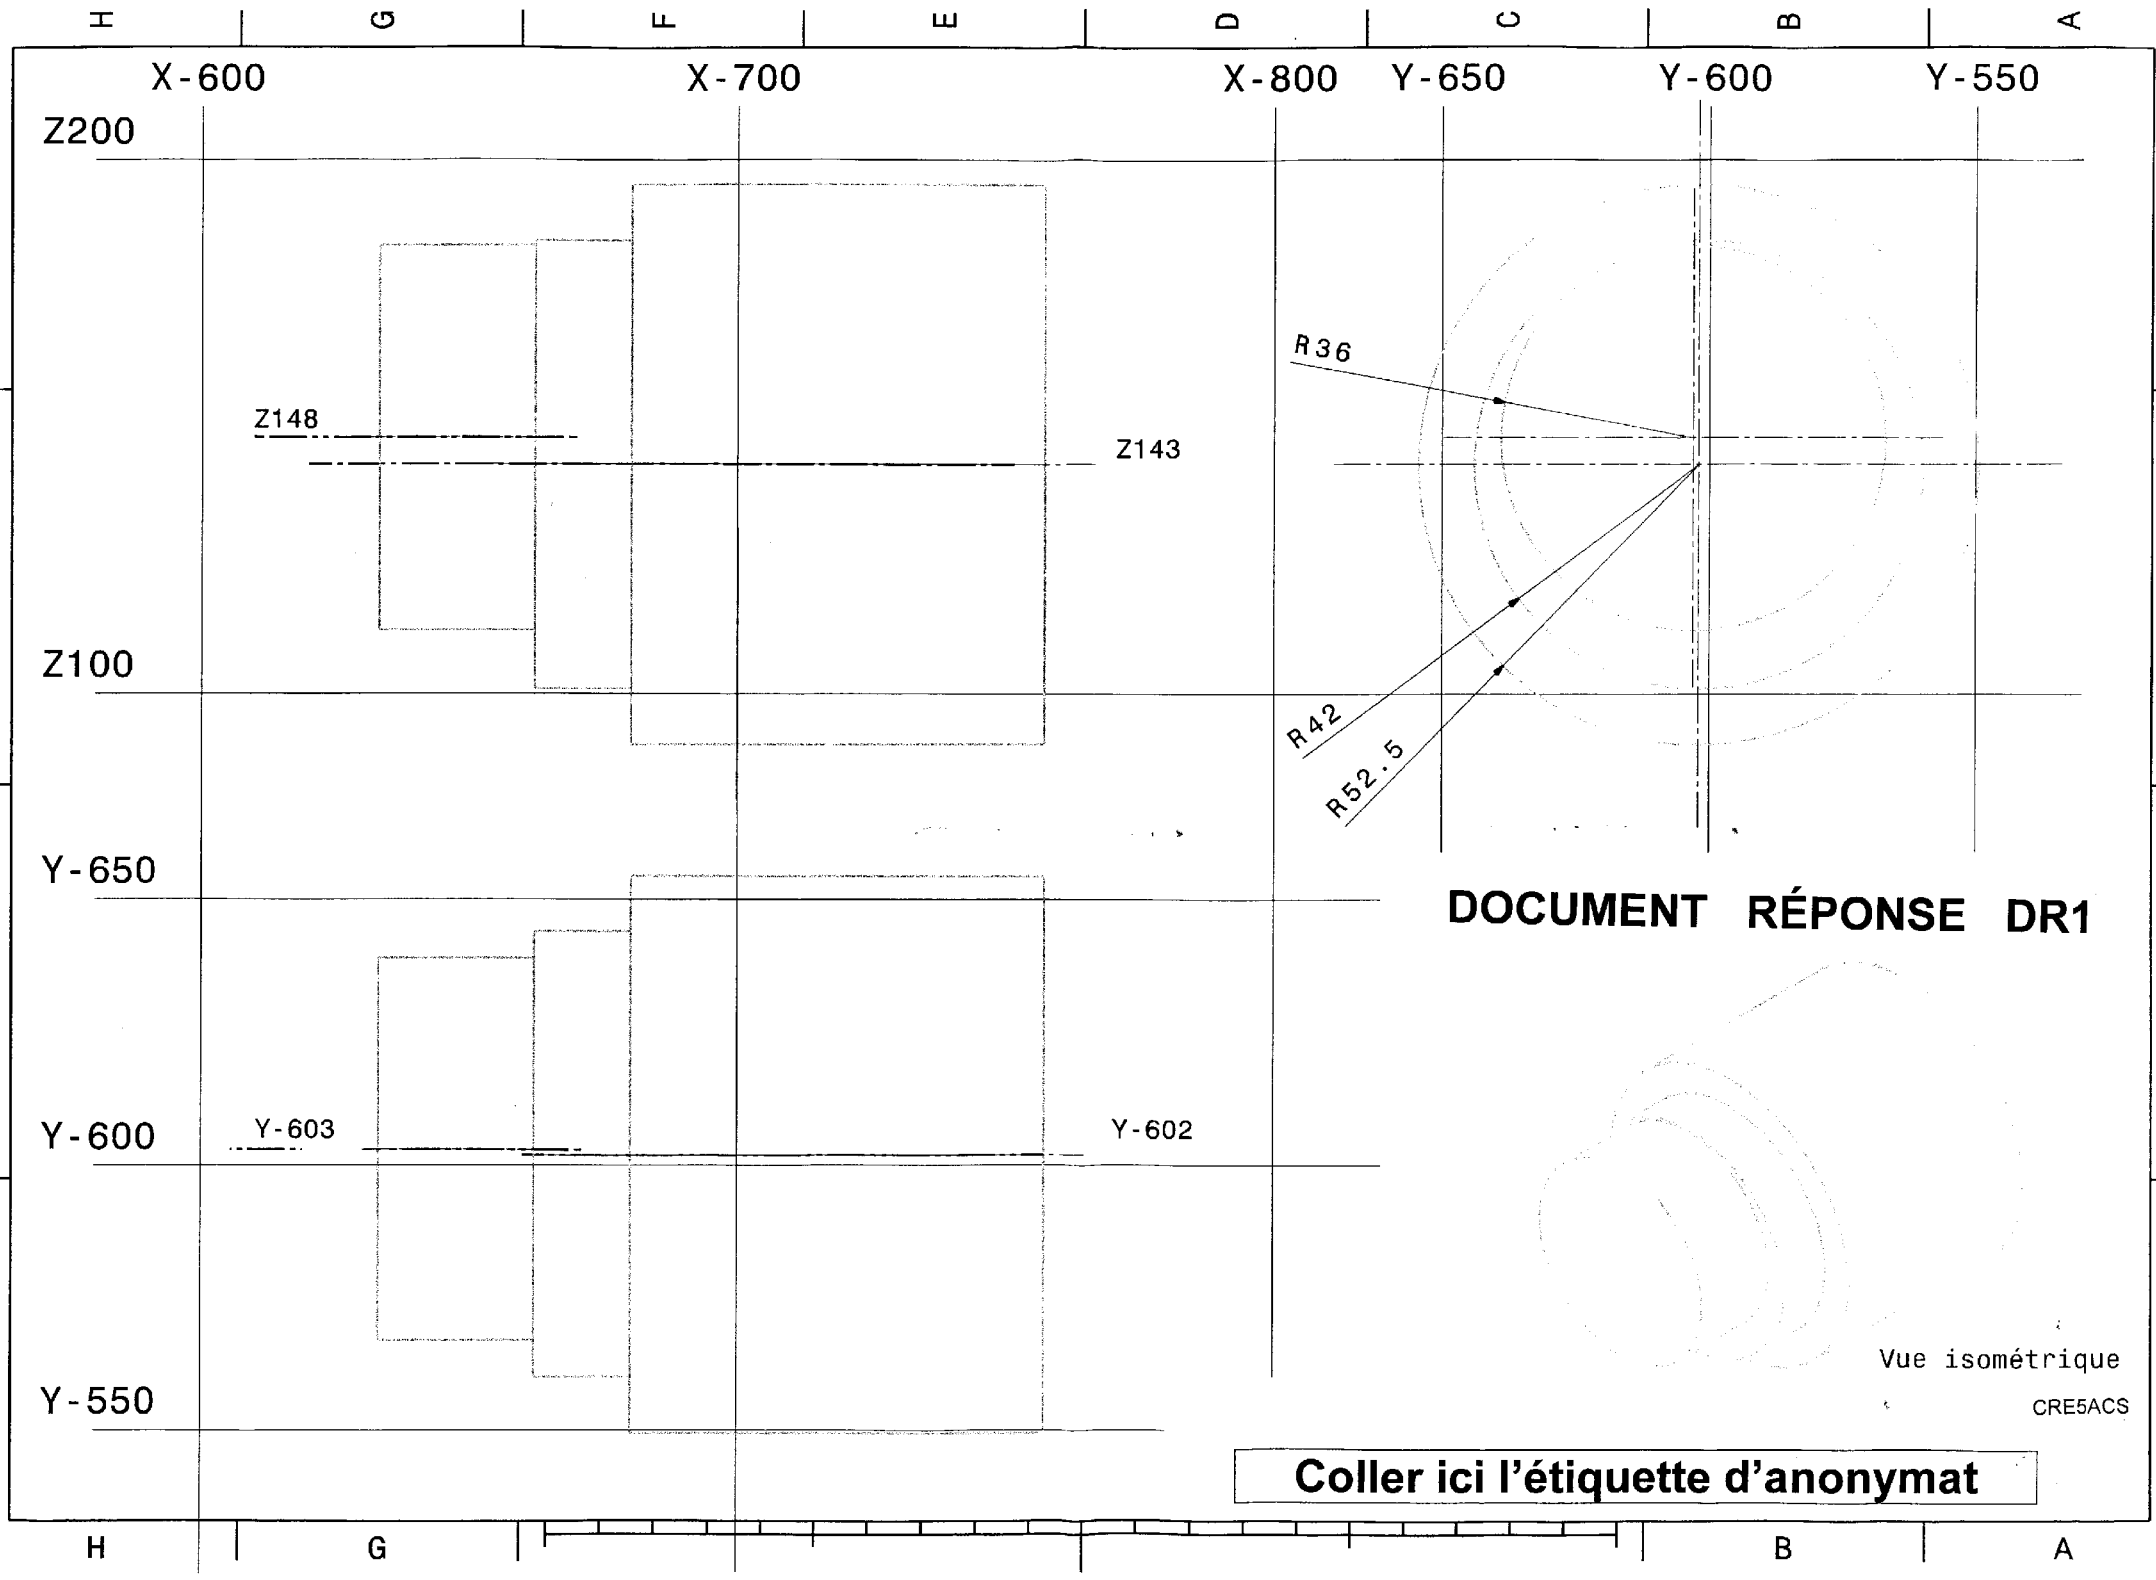 H G F E D C B A
X-600 X-700 X-800 Y-650 Y-600 Y-550
Z200
R36
Z148
Z143
Z100
R42
R52.5
Y-650
DOCUMENT RÉPONSE DR1
Y-600
Y-603
Y-602
Vue isométrique
Y-550
CRE5ACS
Coller ici l'étiquette d'anonymat
H G B A